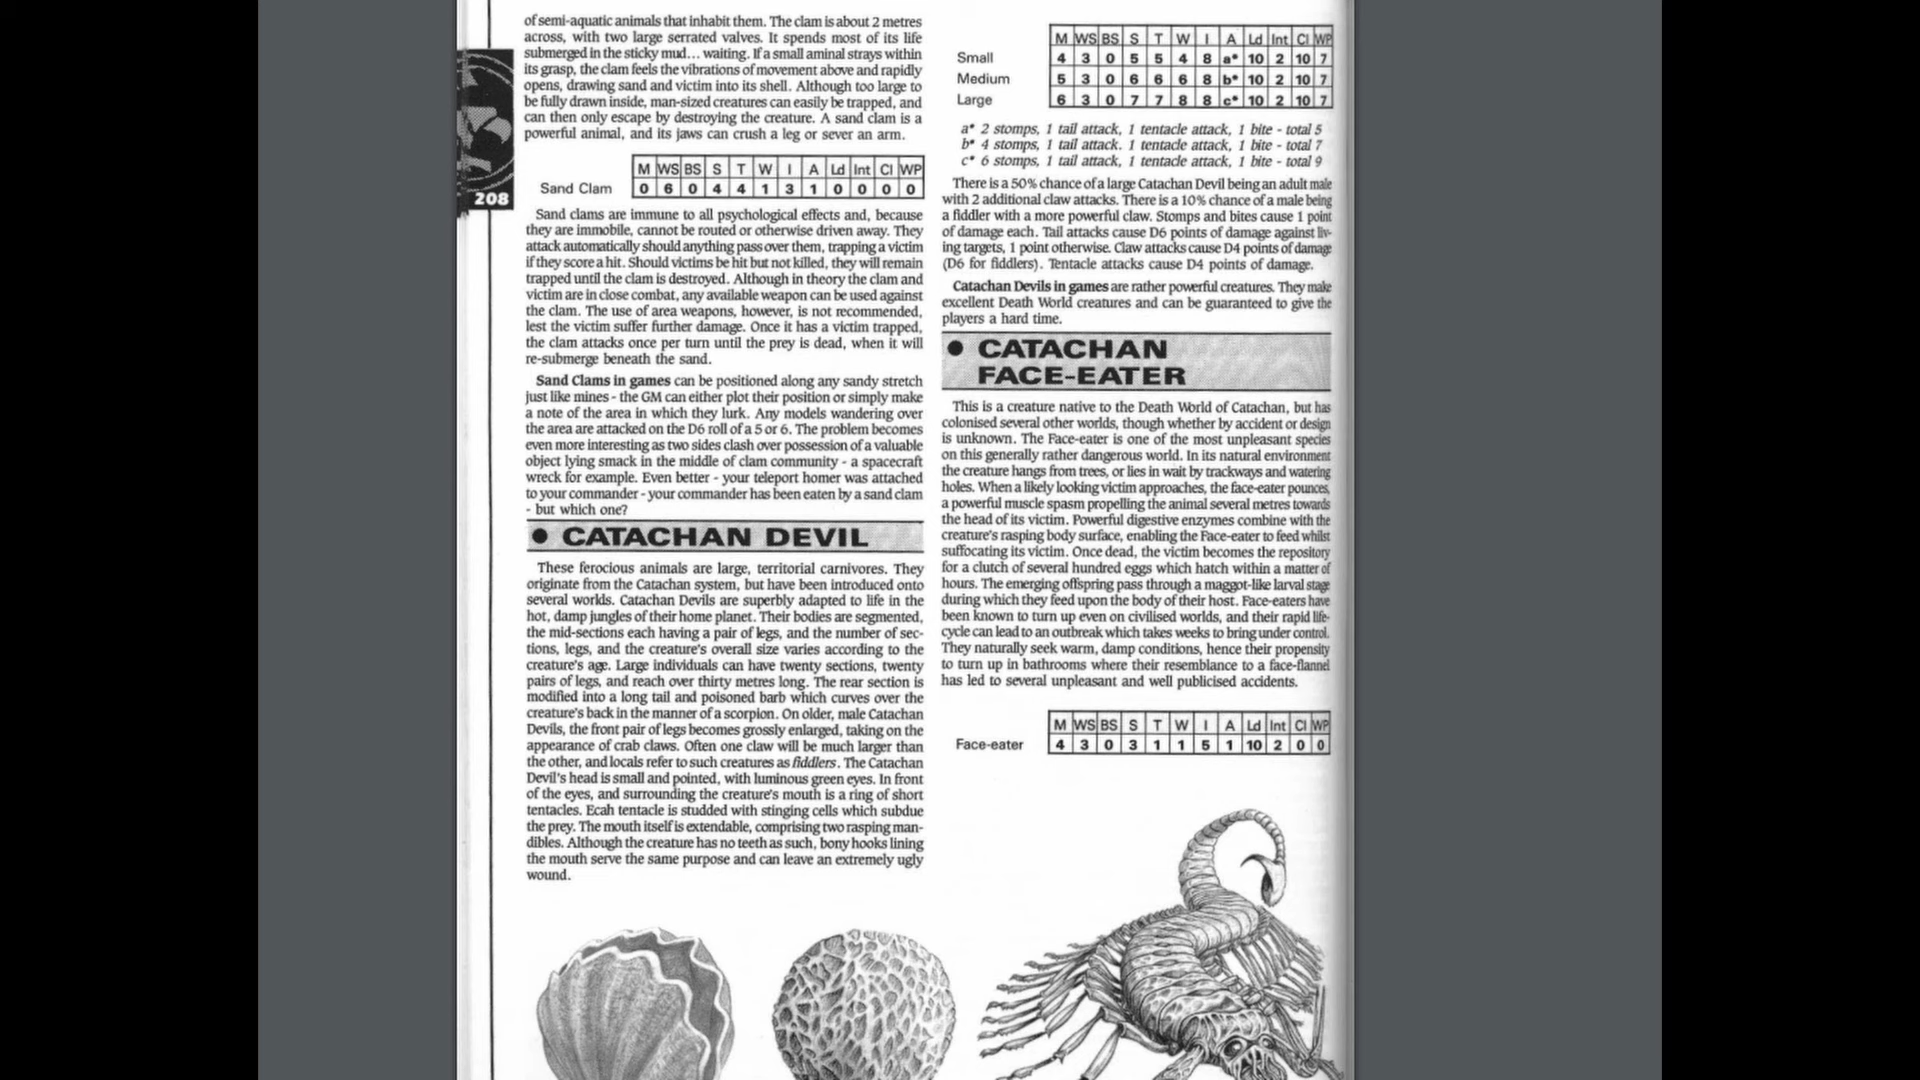 of semi-aquatic animals that inhabit them. The clam is about 2 metres
across, with two large serrated valves. It spends most of its life
submerged in the sticky mud... waiting. If a small aminal strays within
its grasp, the clam feels the vibrations of movement above and rapidly
opens, drawing sand and victim into its shell. Although too large to
be fully drawn inside, man-sized creatures can easily be trapped, and
can then only escape by destroying the creature. A sand clam is a
powerful animal, and its jaws can crush a leg or sever an arm.
M WS BS S T W I A Ld Int Cl WP
Sand Clam 0 6 0 4 4 1 3 1 0 0 0 0
208
Sand clams are immune to all psychological effects and, because
they are immobile, cannot be routed or otherwise driven away. They
attack automatically should anything pass over them, trapping a victim
if they score a hit. Should victims be hit but not killed, they will remain
trapped until the clam is destroyed. Although in theory the clam and
victim are in close combat, any available weapon can be used against
the clam. The use of area weapons, however, is not recommended,
lest the victim suffer further damage. Once it has a victim trapped,
the clam attacks once per turn until the prey is dead, when it will
re-submerge beneath the sand.
Sand Clams in games can be positioned along any sandy stretch
just like mines - the GM can either plot their position or simply make
a note of the area in which they lurk. Any models wandering over
the area are attacked on the D6 roll of a 5 or 6. The problem becomes
even more interesting as two sides clash over possession of a valuable
object lying smack in the middle of clam community - a spacecraft
wreck for example. Even better - your teleport homer was attached
to your commander - your commander has been eaten by a sand clam
- but which one?
• CATACHAN DEVIL
These ferocious animals are large, territorial carnivores. They
originate from the Catachan system, but have been introduced onto
several worlds. Catachan Devils are superbly adapted to life in the
hot, damp jungles of their home planet. Their bodies are segmented,
the mid-sections each having a pair of legs, and the number of sec-
tions, legs, and the creature's overall size varies according to the
creature's age. Large individuals can have twenty sections, twenty
pairs of legs, and reach over thirty metres long. The rear section is
modified into a long tail and poisoned barb which curves over the
creature's back in the manner of a scorpion. On older, male Catachan
Devils, the front pair of legs becomes grossly enlarged, taking on the
appearance of crab claws. Often one claw will be much larger than
the other, and locals refer to such creatures as fiddlers. The Catachan
Devil's head is small and pointed, with luminous green eyes. In front
of the eyes, and surrounding the creature's mouth is a ring of short
tentacles. Ecah tentacle is studded with stinging cells which subdue
the prey. The mouth itself is extendable, comprising two rasping man-
dibles. Although the creature has no teeth as such, bony hooks lining
the mouth serve the same purpose and can leave an extremely ugly
wound.
M WS BS S T W I A Ld Int Cl WP
Small 4 3 0 5 5 4 8 a* 10 2 10 7
Medium 5 3 0 6 6 6 8 b* 10 2 10 7
Large 6 3 0 7 7 8 8 c* 10 2 10 7
a* 2 stomps, 1 tail attack, 1 tentacle attack, 1 bite - total 5
b* 4 stomps, 1 tail attack. 1 tentacle attack, 1 bite - total 7
c* 6 stomps, 1 tail attack, 1 tentacle attack, 1 bite - total 9
There is a 50% chance of a large Catachan Devil being an adult male
with 2 additional claw attacks. There is a 10% chance of a male being
a fiddler with a more powerful claw. Stomps and bites cause 1 point
of damage each. Tail attacks cause D6 points of damage against liv-
ing targets, 1 point otherwise. Claw attacks cause D4 points of damage
(D6 for fiddlers). Tentacle attacks cause D4 points of damage.
Catachan Devils in games are rather powerful creatures. They make
excellent Death World creatures and can be guaranteed to give the
players a hard time.
• CATACHAN
FACE-EATER
This is a creature native to the Death World of Catachan, but has
colonised several other worlds, though whether by accident or design
is unknown. The Face-eater is one of the most unpleasant species
on this generally rather dangerous world. In its natural environment
the creature hangs from trees, or lies in wait by trackways and watering
holes. When a likely looking victim approaches, the face-eater pounces,
a powerful muscle spasm propelling the animal several metres towards
the head of its victim. Powerful digestive enzymes combine with the
creature's rasping body surface, enabling the Face-eater to feed whilst
suffocating its victim. Once dead, the victim becomes the repository
for a clutch of several hundred eggs which hatch within a matter of
hours. The emerging offspring pass through a maggot-like larval stage
during which they feed upon the body of their host. Face-eaters have
been known to turn up even on civilised worlds, and their rapid life-
cycle can lead to an outbreak which takes weeks to bring under control.
They naturally seek warm, damp conditions, hence their propensity
to turn up in bathrooms where their resemblance to a face-flannel
has led to several unpleasant and well publicised accidents.
M WS BS S T W I A Ld Int Cl WP
Face-eater 4 3 0 3 1 1 5 1 10 2 0 0